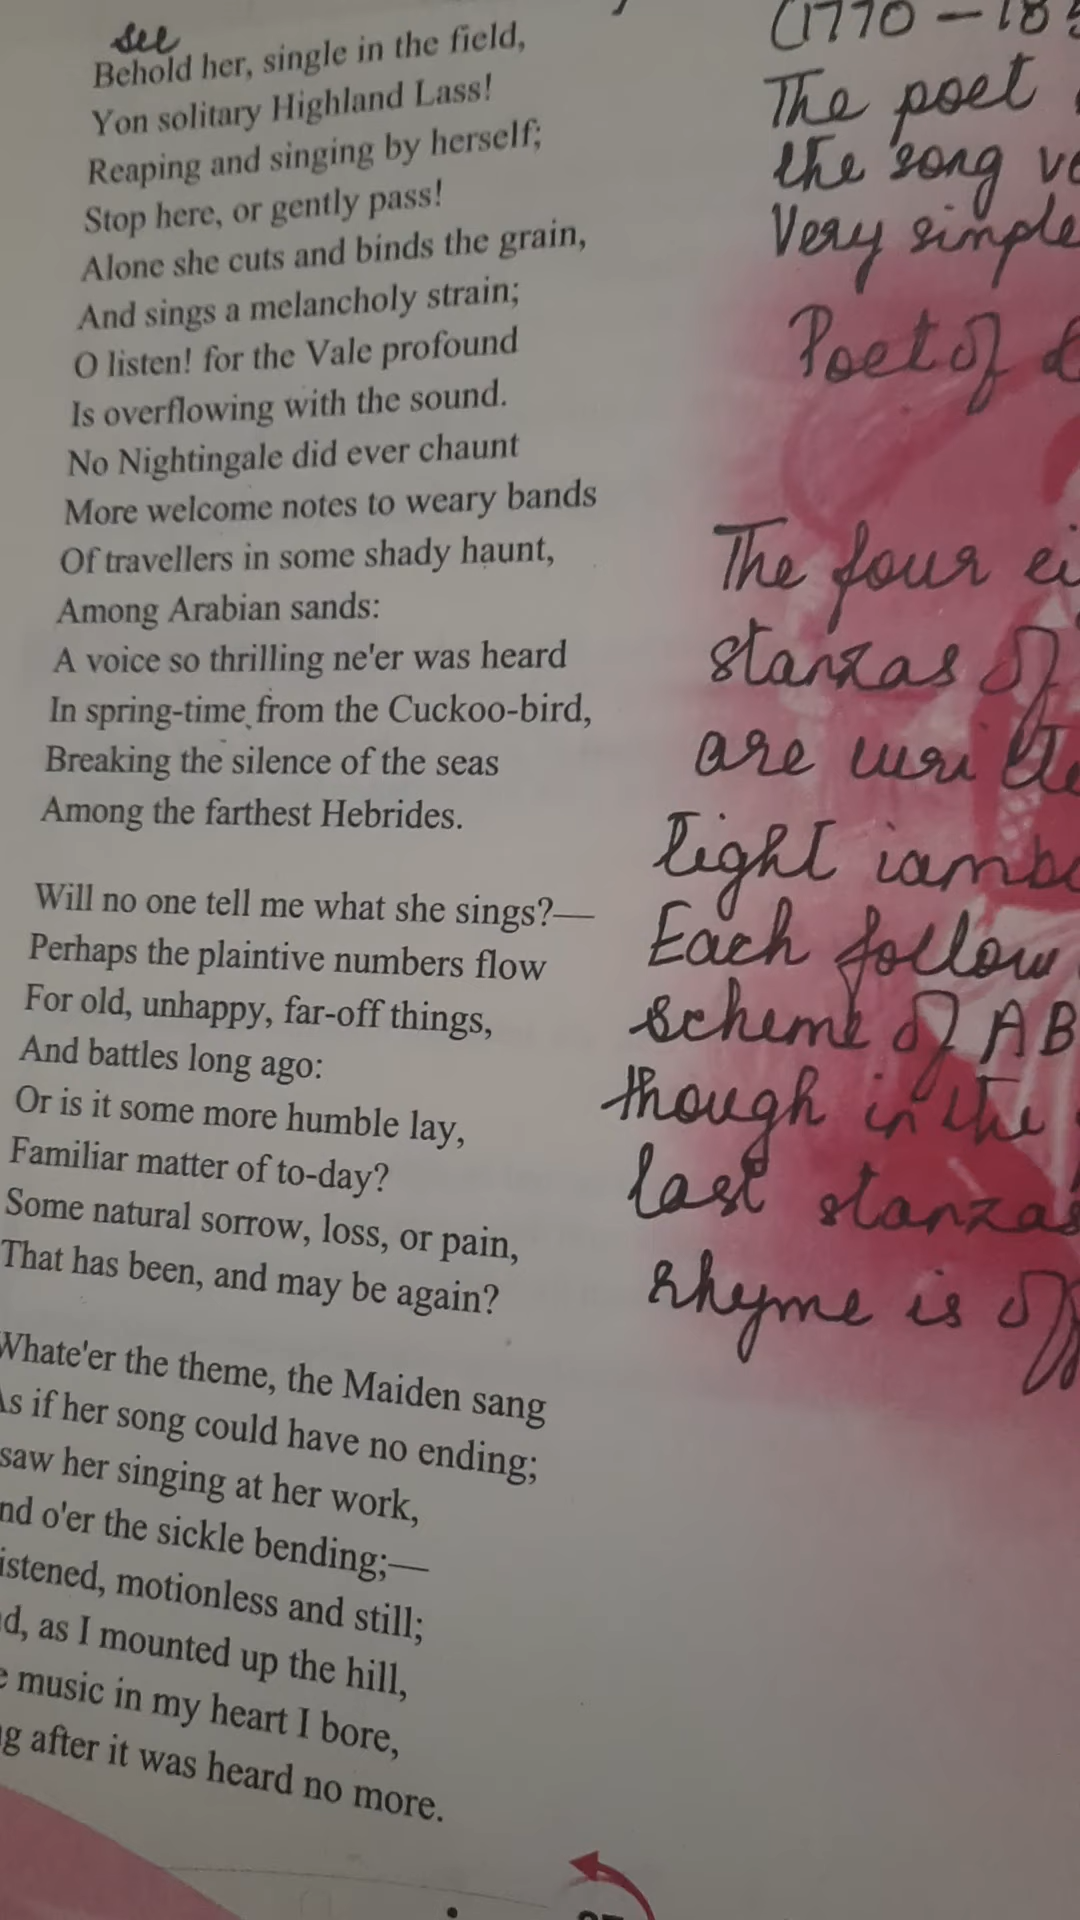 see
Behold her, single in the field,
Yon solitary Highland Lass!
Reaping and singing by herself;
Stop here, or gently pass!
Alone she cuts and binds the grain,
And sings a melancholy strain;
O listen! for the Vale profound
Is overflowing with the sound.
No Nightingale did ever chaunt
More welcome notes to weary bands
Of travellers in some shady haunt,
Among Arabian sands:
A voice so thrilling ne'er was heard
In spring-time from the Cuckoo-bird,
Breaking the silence of the seas
Among the farthest Hebrides.
Will no one tell me what she sings?—
Perhaps the plaintive numbers flow
For old, unhappy, far-off things,
And battles long ago:
Or is it some more humble lay,
Familiar matter of to-day?
Some natural sorrow, loss, or pain,
That has been, and may be again?
Whate'er the theme, the Maiden sang
As if her song could have no ending;
saw her singing at her work,
nd o'er the sickle bending;—
istened, motionless and still;
d, as I mounted up the hill,
e music in my heart I bore,
g after it was heard no more.
(1770 – 18
The poet
the song
Very simple
Poet of
The four
stanzas of
are
light
Each follow
scheme of AB
though in the
last stanzas
rhyme is